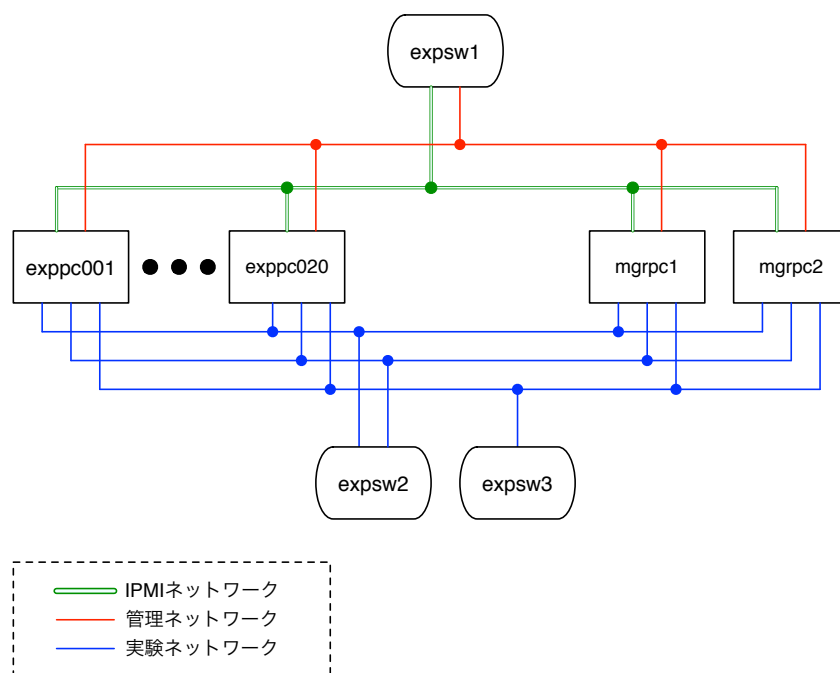 expsw1
exppc001
exppc020
mgrpc1
mgrpc2
expsw2
expsw3
IPMIネットワーク
管理ネットワーク
実験ネットワーク